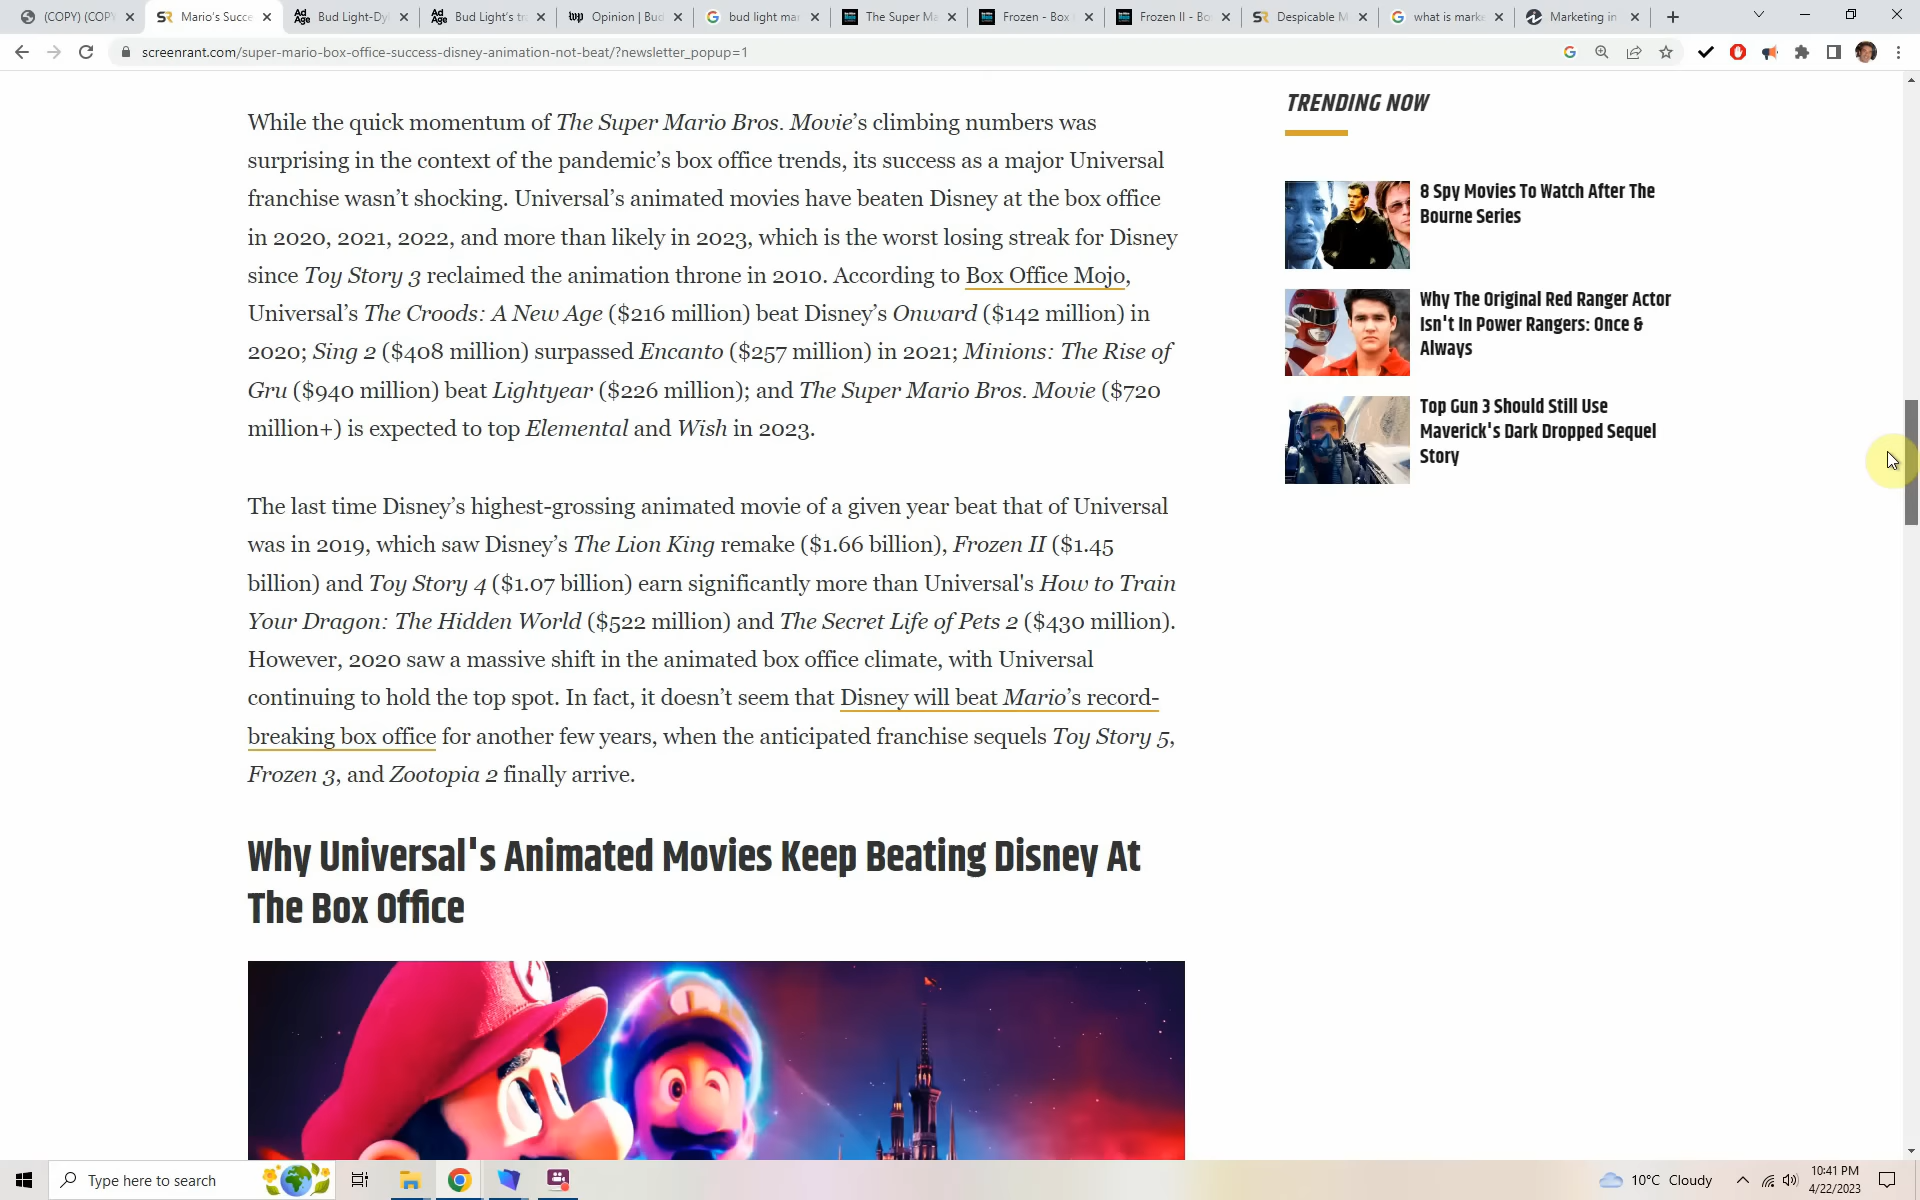 (COPY) (COPY
Mario's Succe
Bud Light-Dyl
Bud Light's tr
Opinion | Bud
bud light mar
The Super Ma
Frozen - Box
Frozen II - Bo
Despicable M
what is marke
Marketing in
screenrant.com/super-mario-box-office-success-disney-animation-not-beat/?newsletter_popup=1
While the quick momentum of The Super Mario Bros. Movie's climbing numbers was
surprising in the context of the pandemic's box office trends, its success as a major Universal
franchise wasn't shocking. Universal's animated movies have beaten Disney at the box office
in 2020, 2021, 2022, and more than likely in 2023, which is the worst losing streak for Disney
since Toy Story 3 reclaimed the animation throne in 2010. According to Box Office Mojo,
Universal's The Croods: A New Age ($216 million) beat Disney's Onward ($142 million) in
2020; Sing 2 ($408 million) surpassed Encanto ($257 million) in 2021; Minions: The Rise of
Gru ($940 million) beat Lightyear ($226 million); and The Super Mario Bros. Movie ($720
million+) is expected to top Elemental and Wish in 2023.
The last time Disney's highest-grossing animated movie of a given year beat that of Universal
was in 2019, which saw Disney's The Lion King remake ($1.66 billion), Frozen II ($1.45
billion) and Toy Story 4 ($1.07 billion) earn significantly more than Universal's How to Train
Your Dragon: The Hidden World ($522 million) and The Secret Life of Pets 2 ($430 million).
However, 2020 saw a massive shift in the animated box office climate, with Universal
continuing to hold the top spot. In fact, it doesn't seem that Disney will beat Mario's record-
breaking box office for another few years, when the anticipated franchise sequels Toy Story 5,
Frozen 3, and Zootopia 2 finally arrive.
Why Universal's Animated Movies Keep Beating Disney At
The Box Office
TRENDING NOW
8 Spy Movies To Watch After The
Bourne Series
Why The Original Red Ranger Actor
Isn't In Power Rangers: Once &
Always
Top Gun 3 Should Still Use
Maverick's Dark Dropped Sequel
Story
Type here to search
10°C Cloudy
10:41 PM
4/22/2023